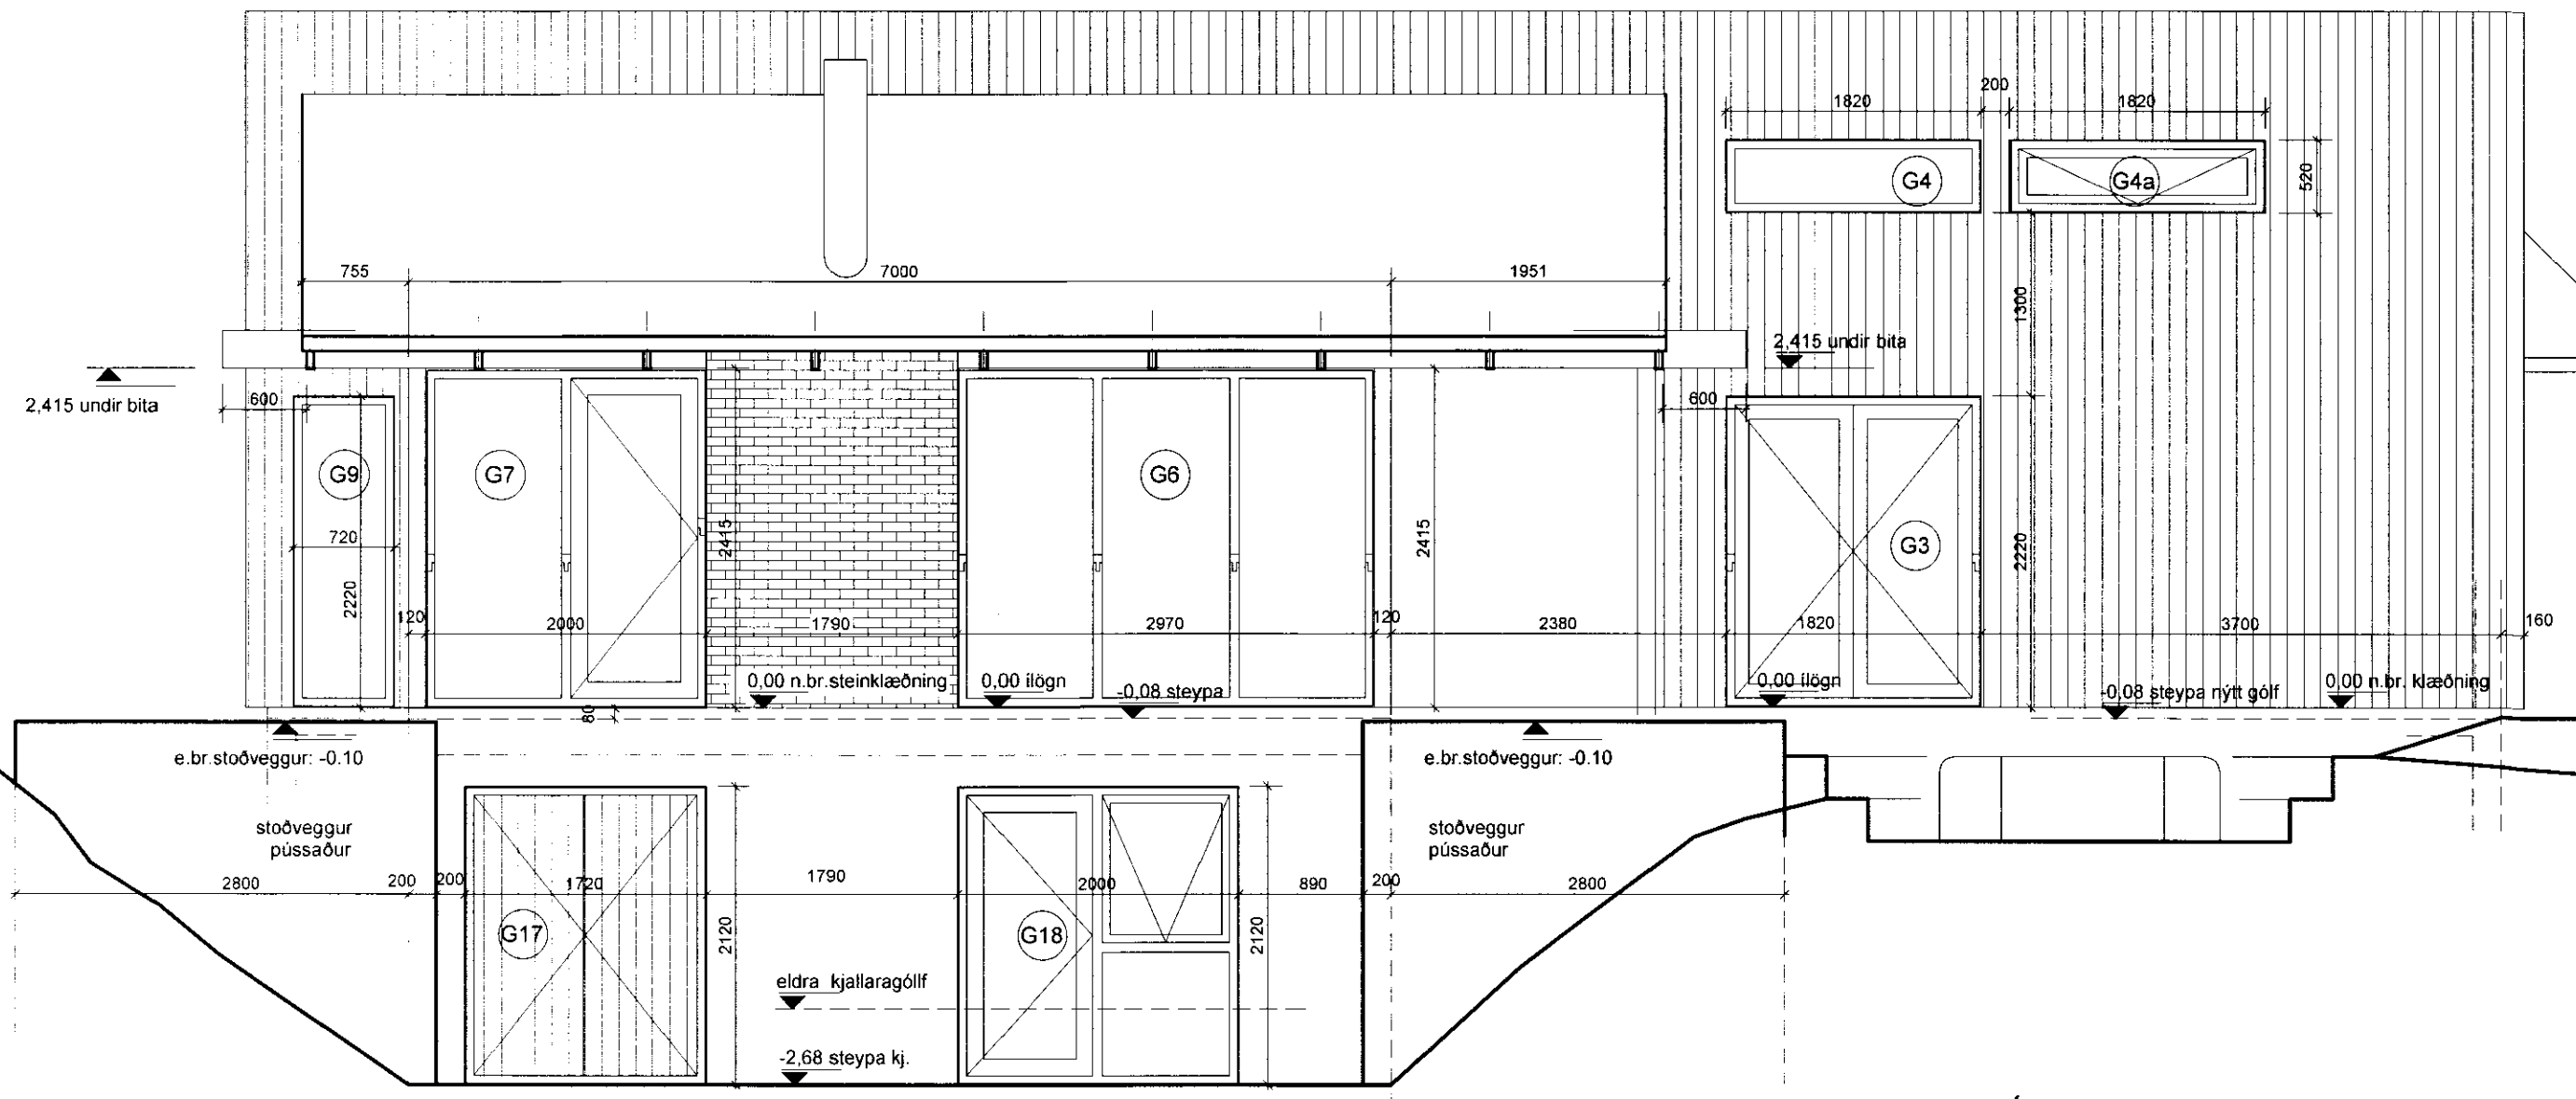 200
1820
1820
G4
G4a
520
755
7000
1951
1300
2,415 undir bita
2,415 undir bita
600
600
G9
G7
G6
G3
2415
2415
720
2220
2220
120
2000
1790
2970
120
2380
1820
3700
160
0,00 n.br.steinklæðning
0,00 ílögn
-0,08 steypa
0,00 ílögn
-0,08 steypa nýtt gólf
0,00 n.br. klæðning
80
e.br.stoðveggur: -0.10
e.br.stoðveggur: -0.10
stoðveggur
pússaður
stoðveggur
pússaður
2800
200
200
1720
1790
2000
890
200
2800
G17
G18
2120
2120
eldra kjallaragóllf
-2,68 steypa kj.